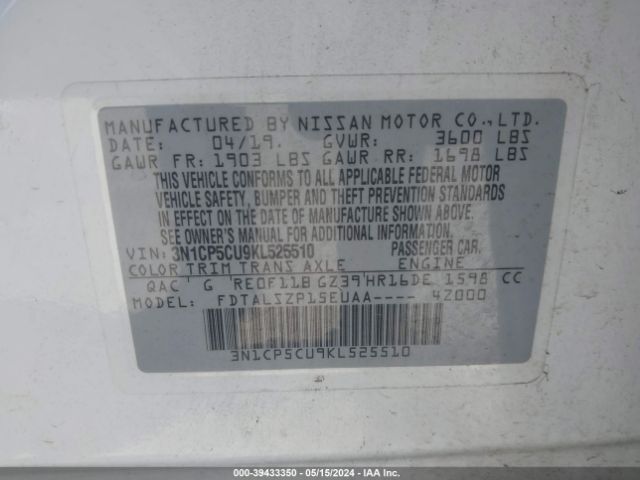 MANUFACTURED BY NISSAN MOTOR CO., LTD.
DATE: 04/19. GVWR: 3600 LBS
GAWR FR: 1903 LBS GAWR RR: 1698 LBS
THIS VEHICLE CONFORMS TO ALL APPLICABLE FEDERAL MOTOR
VEHICLE SAFETY, BUMPER AND THEFT PREVENTION STANDARDS
IN EFFECT ON THE DATE OF MANUFACTURE SHOWN ABOVE.
SEE OWNER'S MANUAL FOR ADDITIONAL INFORMATION
VIN: 3N1CP5CU9KL525510 PASSENGER CAR.
COLOR TRIM TRANS AXLE ENGINE
QAC G RE0F11B GZ39 HR16DE 1598 CC
MODEL: FDTALSZP15EUAA---- 4Z000
3N1CP5CU9KL525510
000-39433350 - 05/15/2024 - IAA Inc.